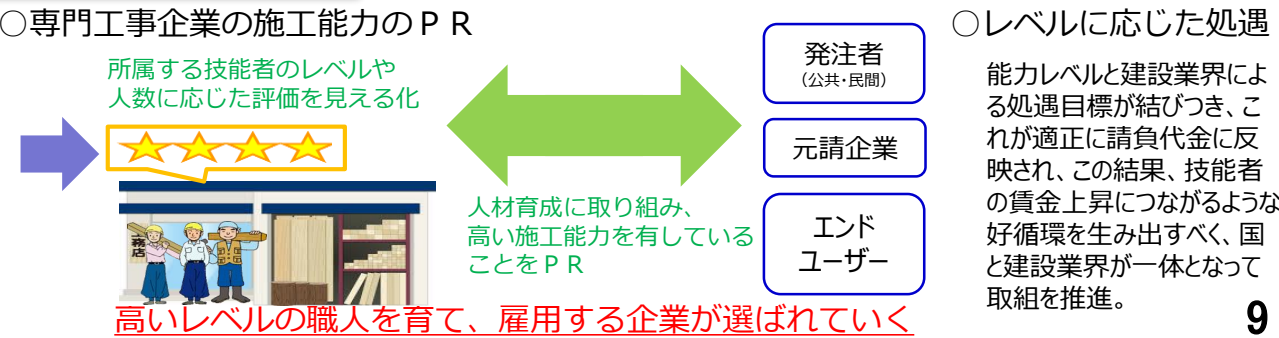 ○専門工事企業の施工能力のＰＲ
所属する技能者のレベルや
人数に応じた評価を見える化
務店
人材育成に取り組み、
高い施工能力を有している
ことをＰＲ
発注者
（公共・民間）
元請企業
エンド
ユーザー
高いレベルの職人を育て、雇用する企業が選ばれていく
○レベルに応じた処遇
能力レベルと建設業界によ
る処遇目標が結びつき、こ
れが適正に請負代金に反
映され、この結果、技能者
の賃金上昇につながるような
好循環を生み出すべく、国
と建設業界が一体となって
取組を推進。
9